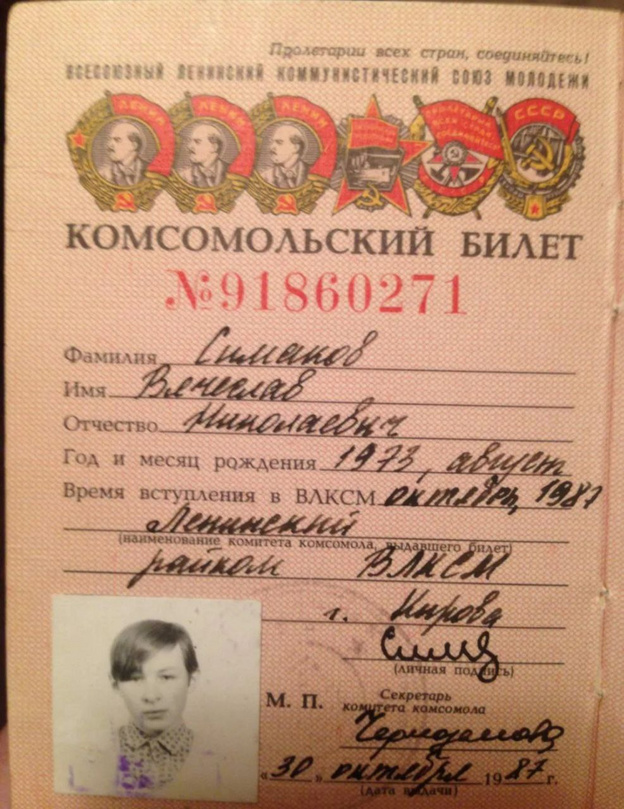 Пролетарии всех стран, соединяйтесь!
ВСЕСОЮЗНЫЙ ЛЕНИНСКИЙ КОММУНИСТИЧЕСКИЙ СОЮЗ МОЛОДЕЖИ
ЛЕНИН ЛЕНИН ЛЕНИН СССР
КОМСОМОЛЬСКИЙ БИЛЕТ
№91860271
Фамилия Симаков
Имя Вячеслав
Отчество Николаевич
Год и месяц рождения 1973, август
Время вступления в ВЛКСМ октябрь, 1987
Ленинский
(наименование комитета комсомола, выдавшего билет)
райком ВЛКСМ
г. Кирова
(личная подпись)
М. П. Секретарь
комитета комсомола
«30» октября 1987 г.
(дата выдачи)